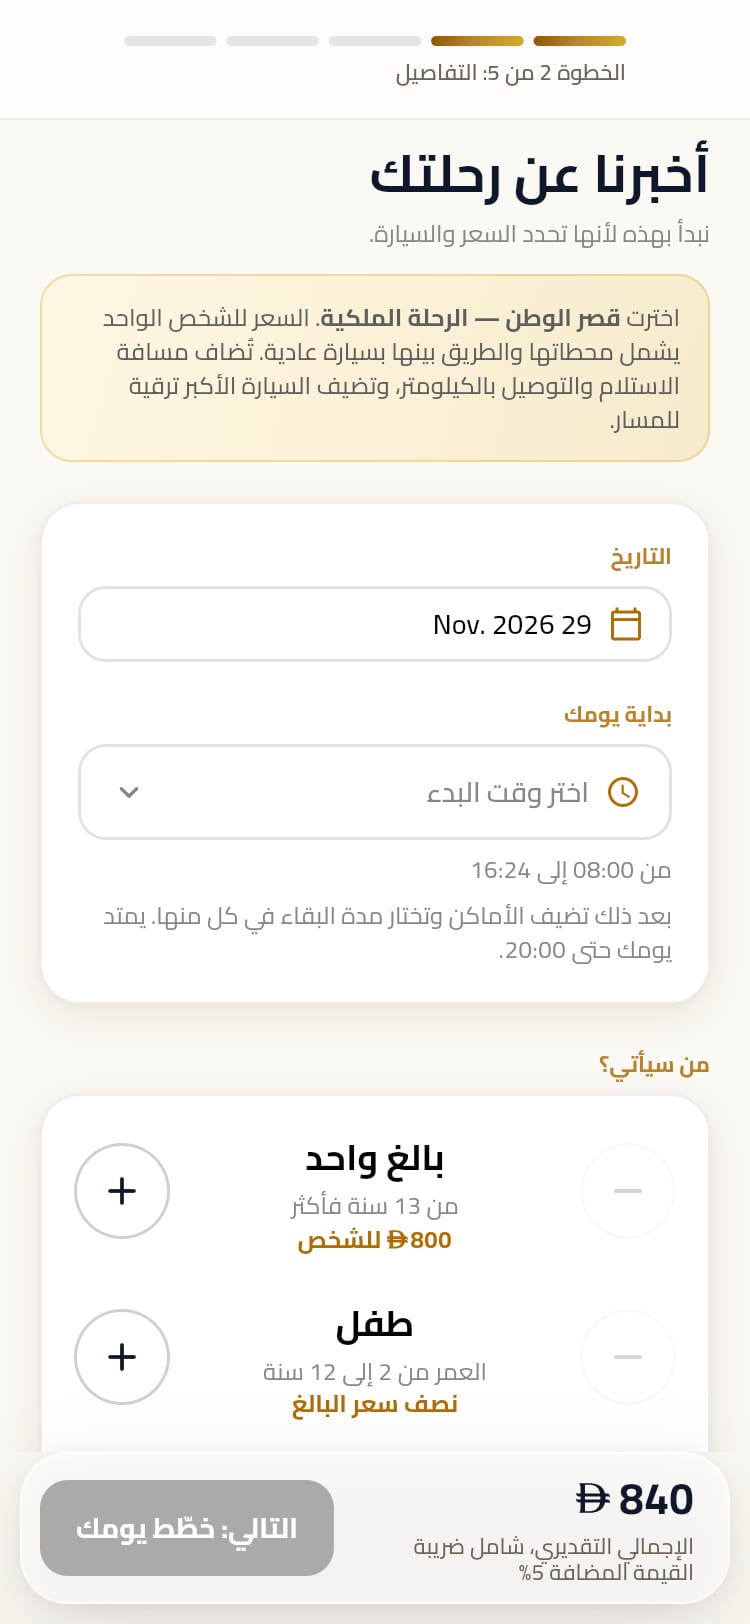 الخطوة 2 من 5: التفاصيل
أخبرنا عن رحلتك
نبدأ بهذه لأنها تحدد السعر والسيارة.
اخترت قصر الوطن — الرحلة الملكية. السعر للشخص الواحد
يشمل محطاتها والطريق بينها بسيارة عادية. تُضاف مسافة
الاستلام والتوصيل بالكيلومتر، وتضيف السيارة الأكبر ترقية
للمسار.
التاريخ
29 Nov. 2026
بداية يومك
اختر وقت البدء
من 08:00 إلى 16:24
بعد ذلك تضيف الأماكن وتختار مدة البقاء في كل منها. يمتد
يومك حتى 20:00.
من سيأتي؟
بالغ واحد
من 13 سنة فأكثر
800 للشخص
طفل
العمر من 2 إلى 12 سنة
نصف سعر البالغ
840
الإجمالي التقديري، شامل ضريبة
القيمة المضافة 5%
التالي: خطّط يومك